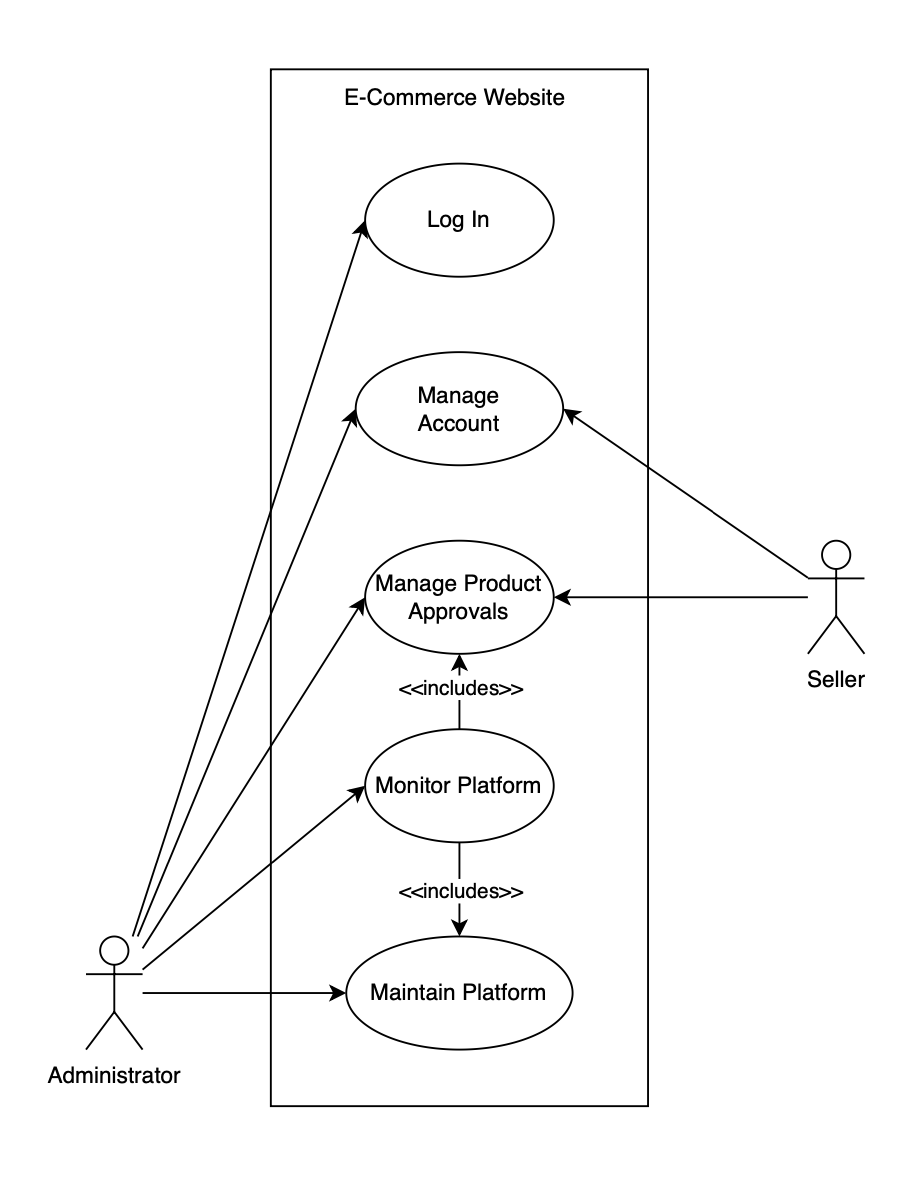 E-Commerce Website
Log In
Manage
Account
Manage Product
Approvals
<<includes>>
Seller
Monitor Platform
<<includes>>
Maintain Platform
Administrator